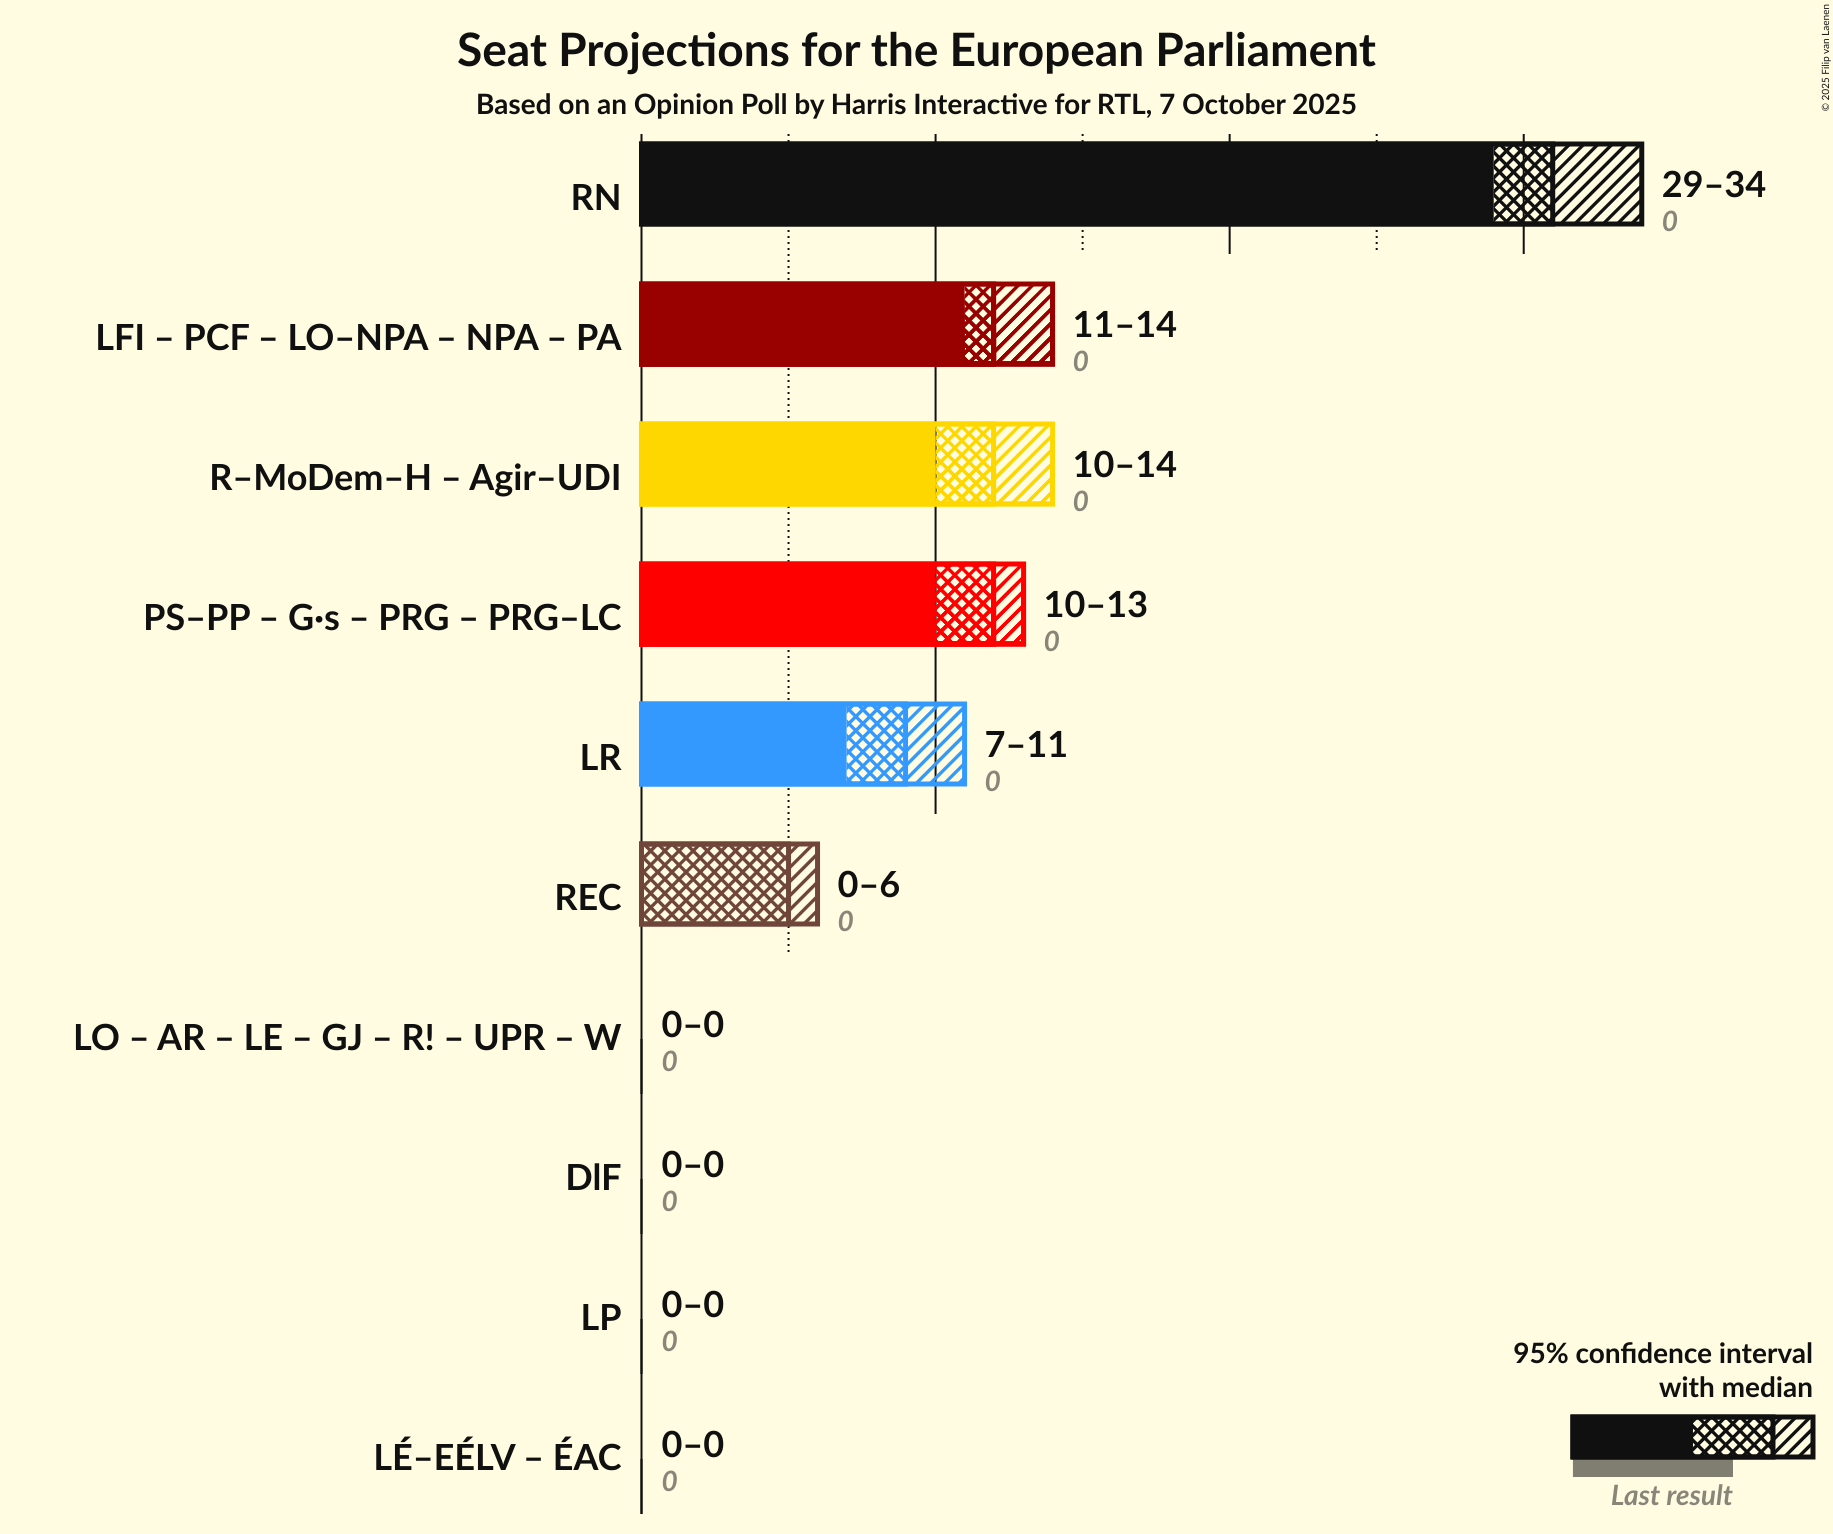 Seat Projections for the European Parliament
Based on an Opinion Poll by Harris Interactive for RTL, 7 October 2025
© 2025 Filip van Laenen
RN
29–34
0
LFI – PCF – LO–NPA – NPA – PA
11–14
0
R–MoDem–H – Agir–UDI
10–14
0
PS–PP – G·s – PRG – PRG–LC
10–13
0
LR
7–11
0
REC
0–6
0
LO – AR – LE – GJ – R! – UPR – W
0–0
0
DlF
0–0
0
LP
0–0
0
LÉ–EÉLV – ÉAC
0–0
0
95% confidence interval
with median
Last result